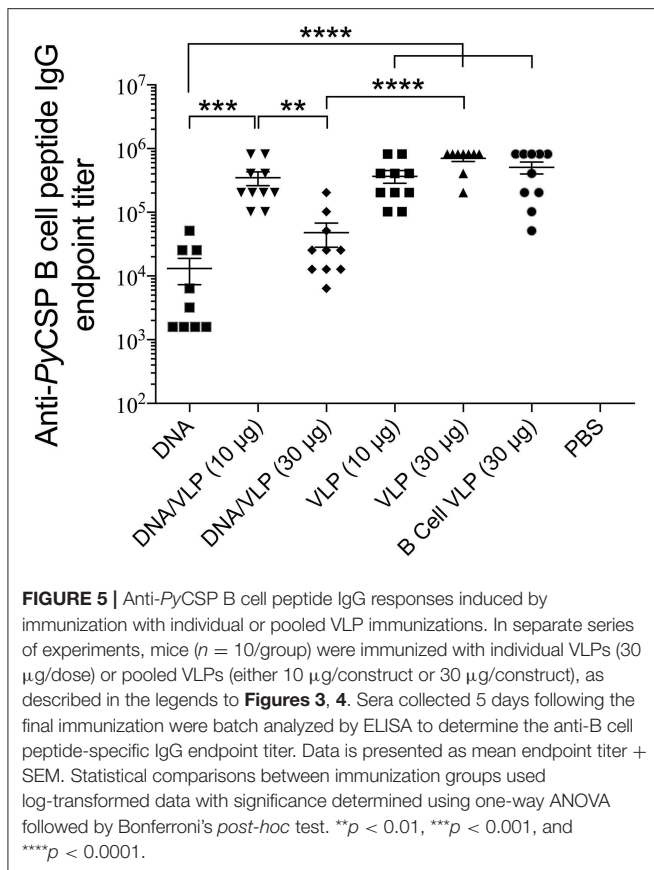 ****
***
**
****
Anti-PyCSP B cell peptide IgG
endpoint titer
10⁷
10⁶
10⁵
10⁴
10³
10²
DNA
DNA/VLP (10 µg)
DNA/VLP (30 µg)
VLP (10 µg)
VLP (30 µg)
B Cell VLP (30 µg)
PBS
FIGURE 5 | Anti-PyCSP B cell peptide IgG responses induced by
immunization with individual or pooled VLP immunizations. In separate series
of experiments, mice (n = 10/group) were immunized with individual VLPs (30
µg/dose) or pooled VLPs (either 10 µg/construct or 30 µg/construct), as
described in the legends to Figures 3, 4. Sera collected 5 days following the
final immunization were batch analyzed by ELISA to determine the anti-B cell
peptide-specific IgG endpoint titer. Data is presented as mean endpoint titer +
SEM. Statistical comparisons between immunization groups used
log-transformed data with significance determined using one-way ANOVA
followed by Bonferroni's post-hoc test. **p < 0.01, ***p < 0.001, and
****p < 0.0001.